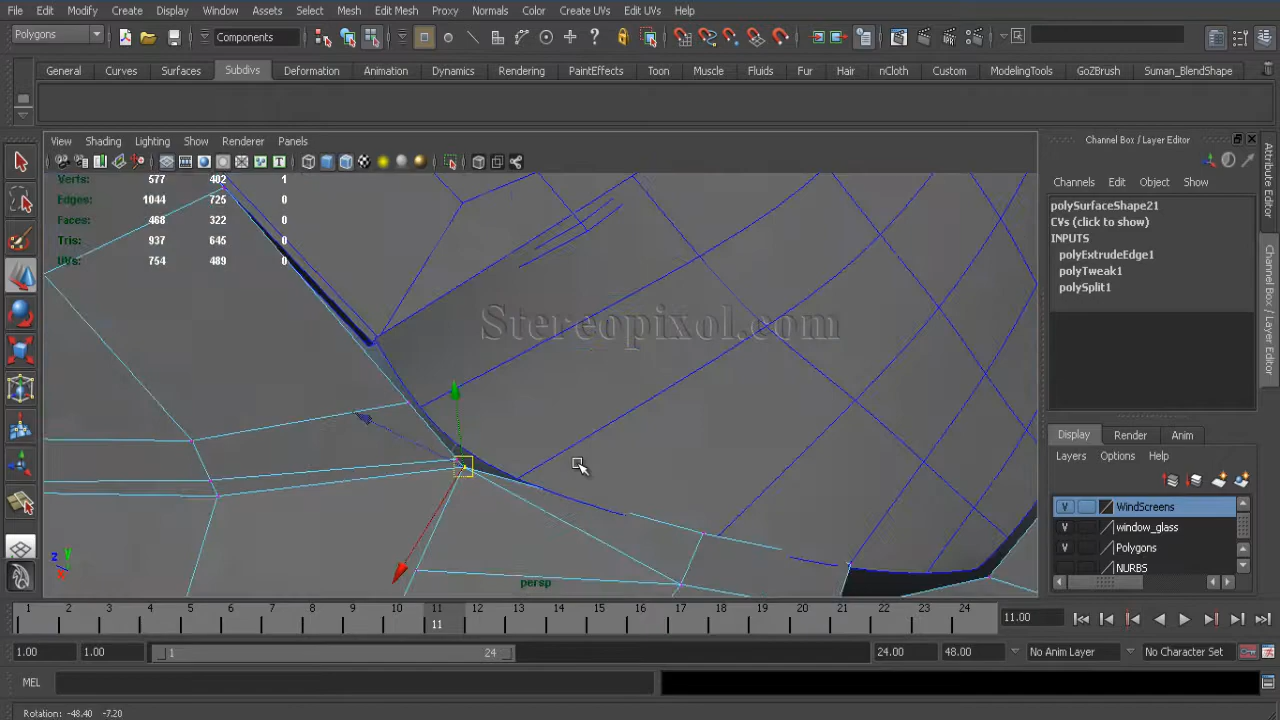 File Edit Modify Create Display Window Assets Select Mesh Edit Mesh Proxy Normals Color Create UVs Edit UVs Help
Polygons Components
General Curves Surfaces Subdivs Deformation Animation Dynamics Rendering PaintEffects Toon Muscle Fluids Fur Hair nCloth Custom ModelingTools GoZBrush Suman_BlendShape
View Shading Lighting Show Renderer Panels
Channel Box / Layer Editor
Verts: 577 402 1
Edges: 1044 725 0
Faces: 468 322 0
Tris: 937 645 0
UVs: 754 489 0
Channels Edit Object Show
polySurfaceShape21
CVs (click to show)
INPUTS
polyExtrudeEdge1
polyTweak1
polySplit1
Attribute Editor
Channel Box / Layer Editor
Stereopixol.com
Display Render Anim
Layers Options Help
V WindScreens
V window_glass
V Polygons
V NURBS
z y x
persp
1 2 3 4 5 6 7 8 9 10 11 12 13 14 15 16 17 18 19 20 21 22 23 24
11
11.00
1.00 1.00 1 24 24.00 48.00 No Anim Layer No Character Set
MEL
Rotation: -48.40 -7.20